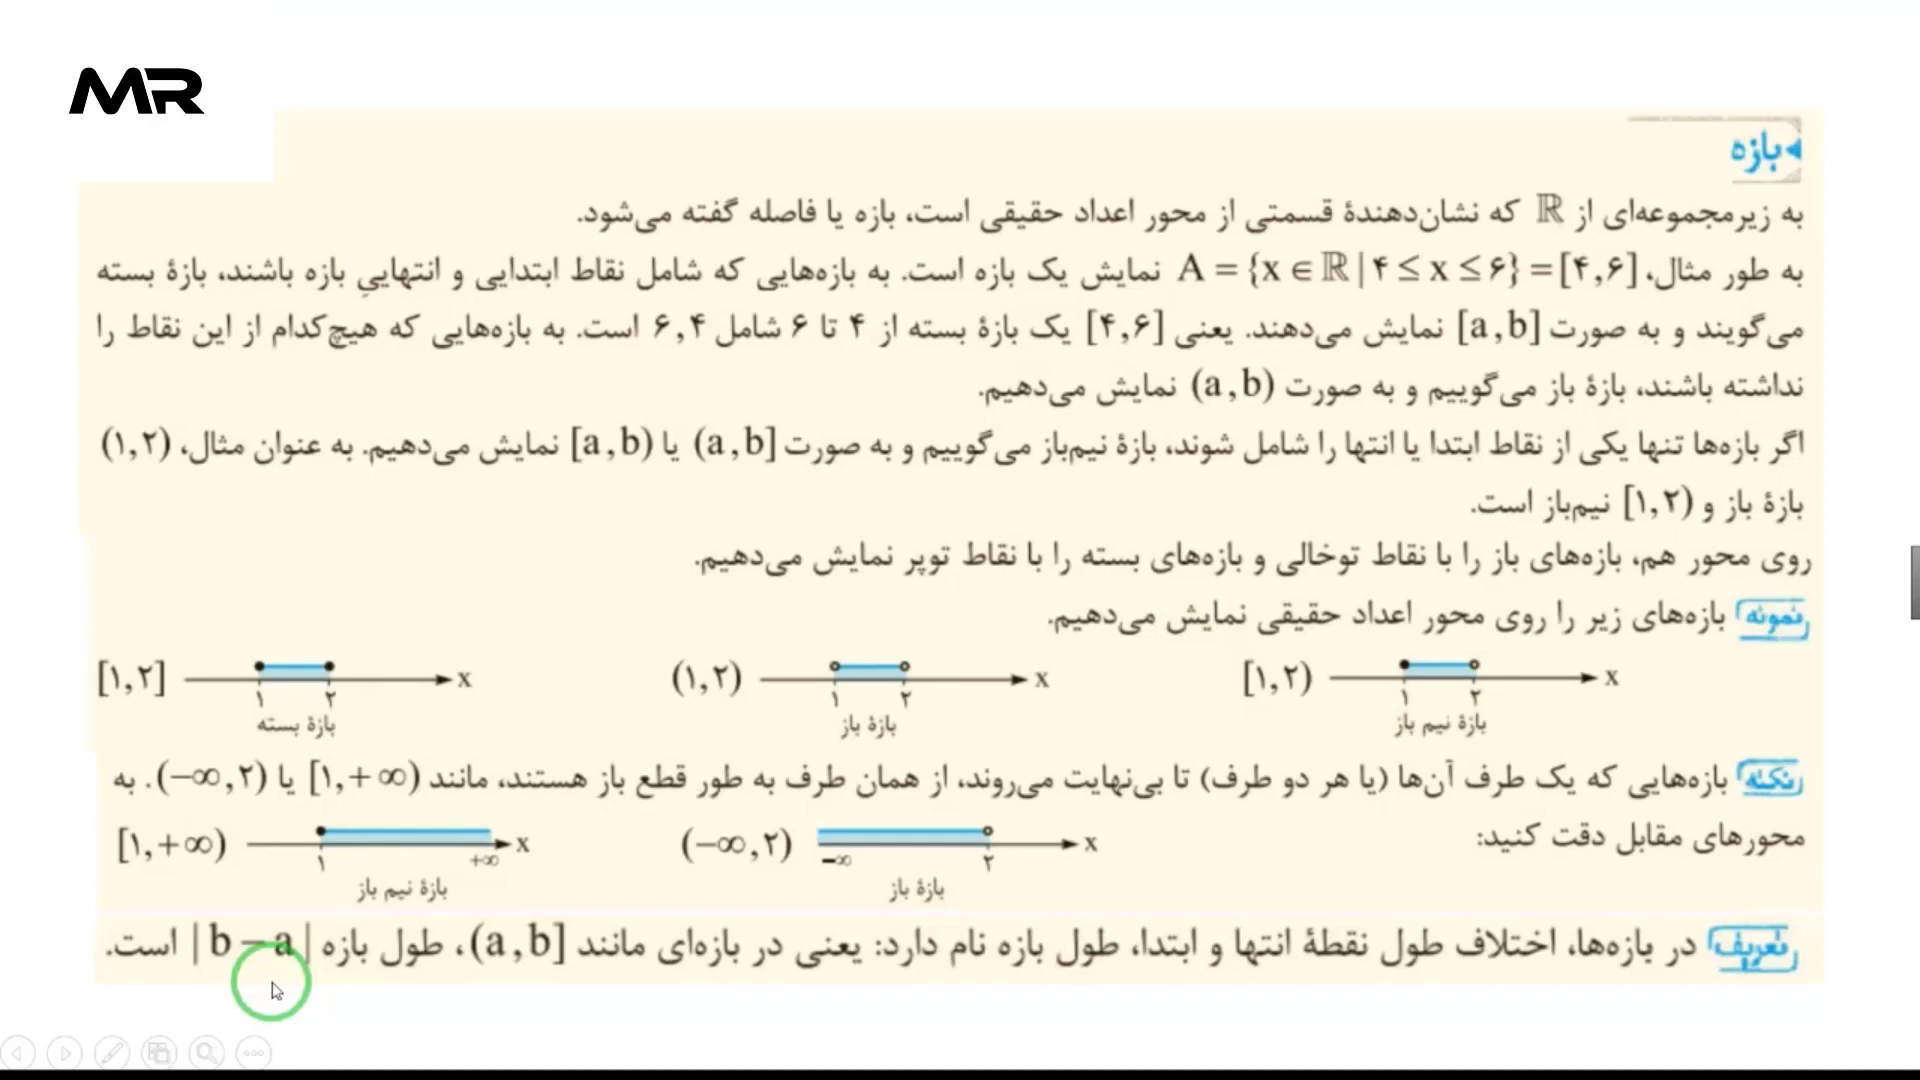 MR
بازه
به زیرمجموعه‌ای از ℝ که نشان‌دهندهٔ قسمتی از محور اعداد حقیقی است، بازه یا فاصله گفته می‌شود.
به طور مثال، A = {x ∈ ℝ | ۴ ≤ x ≤ ۶} = [۴,۶] نمایش یک بازه است. به بازه‌هایی که شامل نقاط ابتدایی و انتهاییِ بازه باشند، بازهٔ بسته
می‌گویند و به صورت [a,b] نمایش می‌دهند. یعنی [۴,۶] یک بازهٔ بسته از ۴ تا ۶ شامل ۶,۴ است. به بازه‌هایی که هیچ‌کدام از این نقاط را
نداشته باشند، بازهٔ باز می‌گوییم و به صورت (a,b) نمایش می‌دهیم.
اگر بازه‌ها تنها یکی از نقاط ابتدا یا انتها را شامل شوند، بازهٔ نیم‌باز می‌گوییم و به صورت (a,b] یا [a,b) نمایش می‌دهیم. به عنوان مثال، (۱,۲)
بازهٔ باز و [۱,۲) نیم‌باز است.
روی محور هم، بازه‌های باز را با نقاط توخالی و بازه‌های بسته را با نقاط توپر نمایش می‌دهیم.
نمونه بازه‌های زیر را روی محور اعداد حقیقی نمایش می‌دهیم.
[۱,۲) x (۱,۲) x [۱,۲] x
۱ ۲ ۱ ۲ ۱ ۲
بازهٔ نیم باز بازهٔ باز بازهٔ بسته
نکته بازه‌هایی که یک طرف آن‌ها (یا هر دو طرف) تا بی‌نهایت می‌روند، از همان طرف به طور قطع باز هستند، مانند [۱,+∞) یا (−∞,۲). به
محورهای مقابل دقت کنید: (−∞,۲) x [۱,+∞) x
−∞ ۲ ۱ +∞
بازهٔ باز بازهٔ نیم باز
تعریف در بازه‌ها، اختلاف طول نقطهٔ انتها و ابتدا، طول بازه نام دارد: یعنی در بازه‌ای مانند (a,b]، طول بازه |b − a| است.